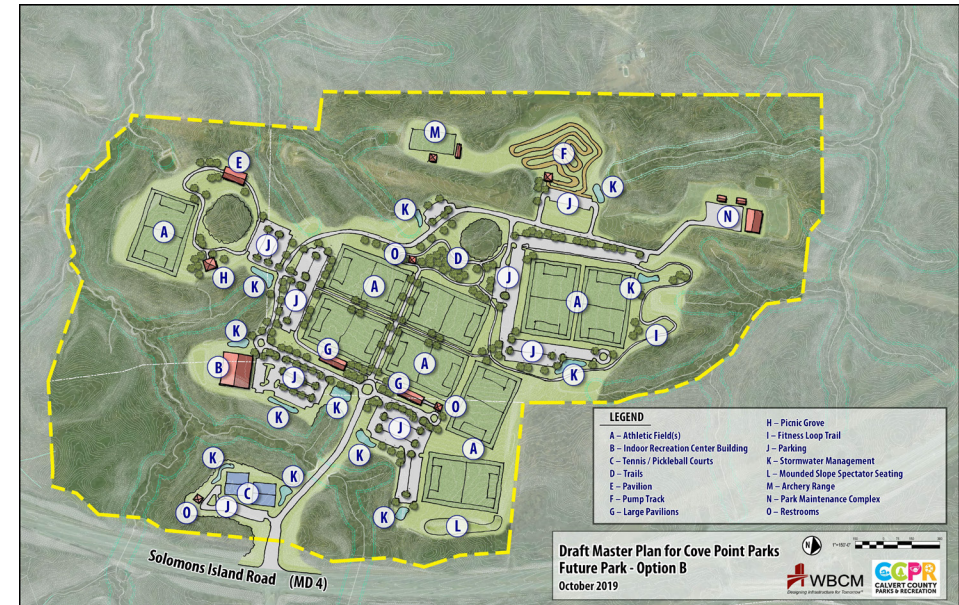 M
E
F
K
J
K
N
A
J
O
D
J
H
K
J
A
K
J
A
K
I
K
G
A
J
B
J
K
G
K
K
O
J
K
A
K
K
C
O
J
K
L
Solomons Island Road (MD 4)
LEGEND
A – Athletic Field(s)
B – Indoor Recreation Center Building
C – Tennis / Pickleball Courts
D – Trails
E – Pavilion
F – Pump Track
G – Large Pavilions
H – Picnic Grove
I – Fitness Loop Trail
J – Parking
K – Stormwater Management
L – Mounded Slope Spectator Seating
M – Archery Range
N – Park Maintenance Complex
O – Restrooms
Draft Master Plan for Cove Point Parks
Future Park - Option B
October 2019
N
WBCM
Designing Infrastructure for Tomorrow
CCPR
CALVERT COUNTY
PARKS & RECREATION